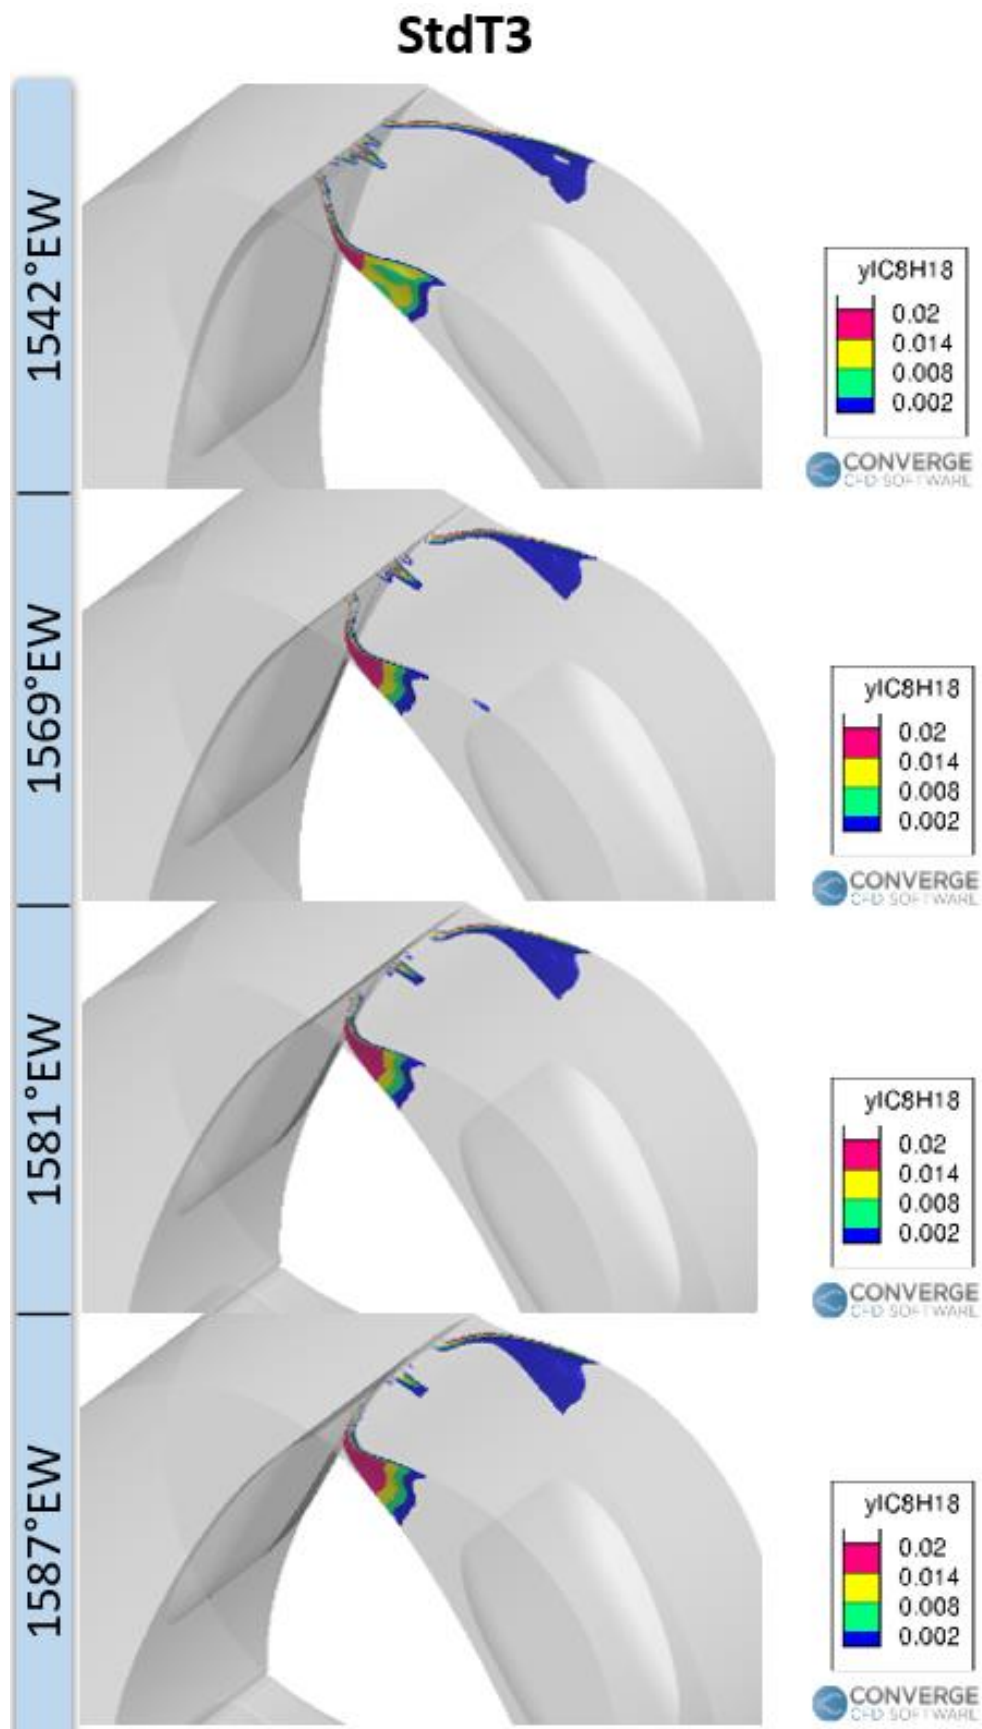 StdT3
1542°EW
yIC8H18
0.02
0.014
0.008
0.002
CONVERGE
CFD SOFTWARE
1569°EW
yIC8H18
0.02
0.014
0.008
0.002
CONVERGE
CFD SOFTWARE
1581°EW
yIC8H18
0.02
0.014
0.008
0.002
CONVERGE
CFD SOFTWARE
1587°EW
yIC8H18
0.02
0.014
0.008
0.002
CONVERGE
CFD SOFTWARE